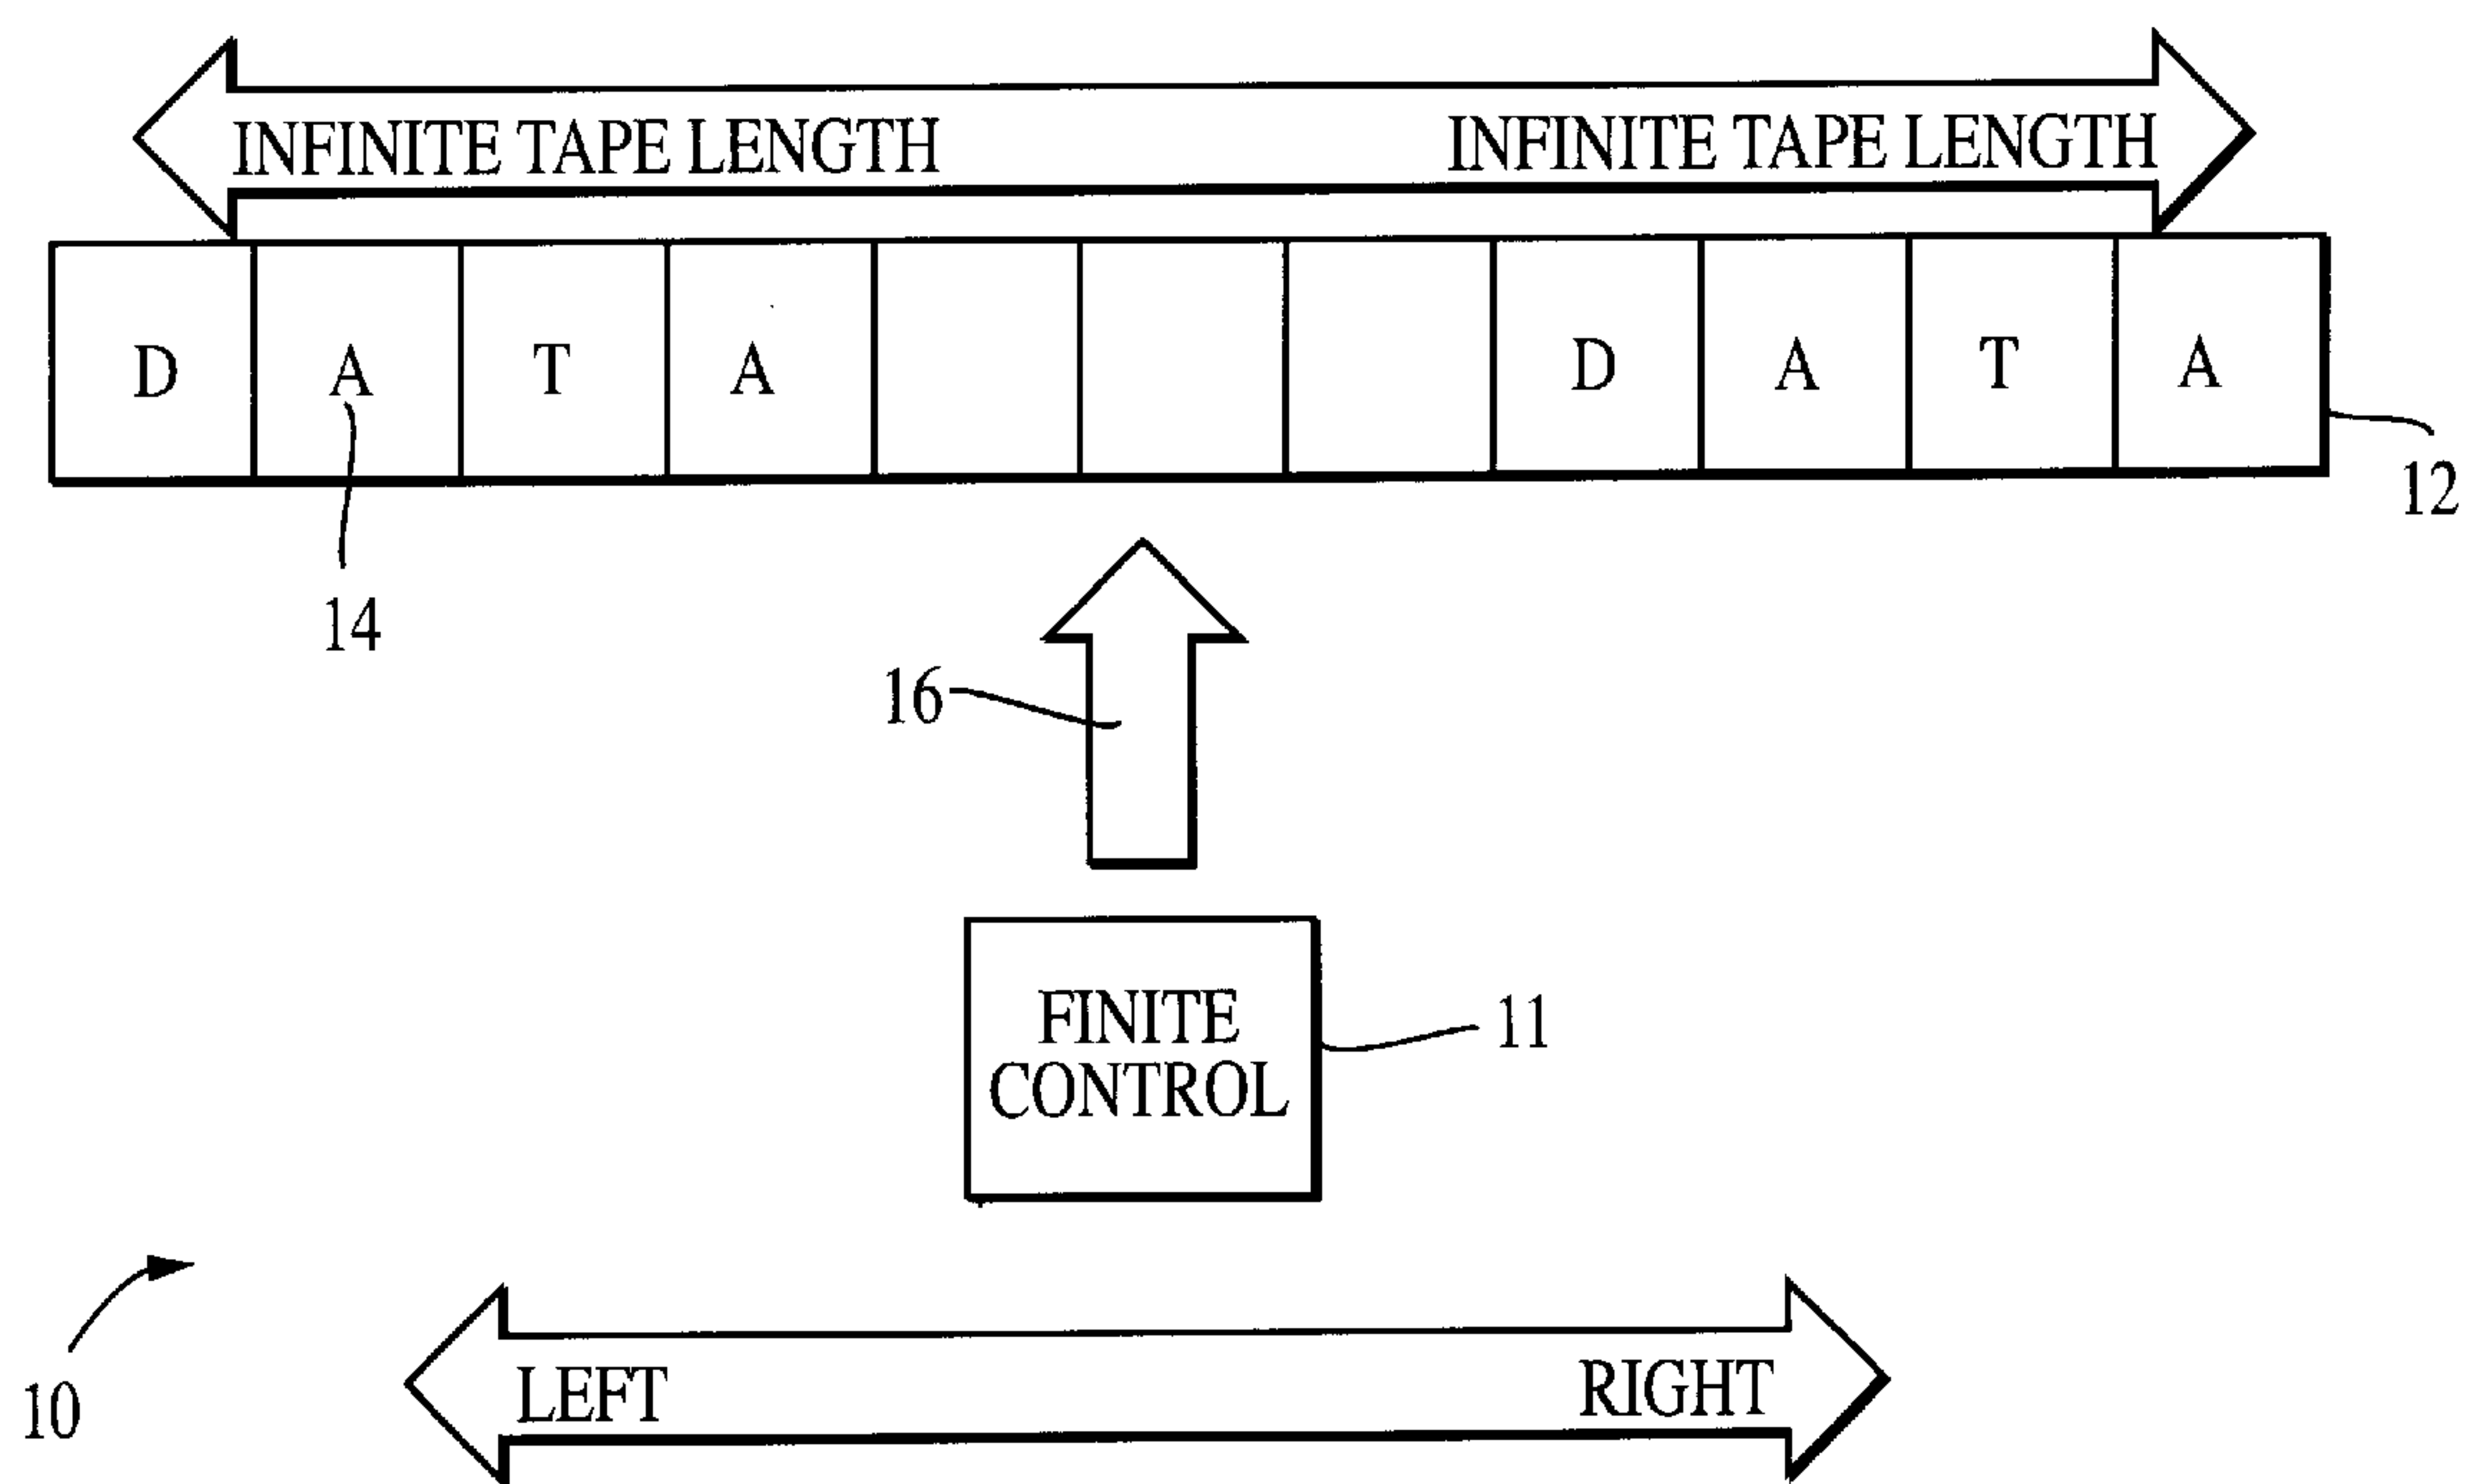 INFINITE TAPE LENGTH INFINITE TAPE LENGTH
D A T A D A T A
12
14
16
FINITE
CONTROL
11
10
LEFT RIGHT